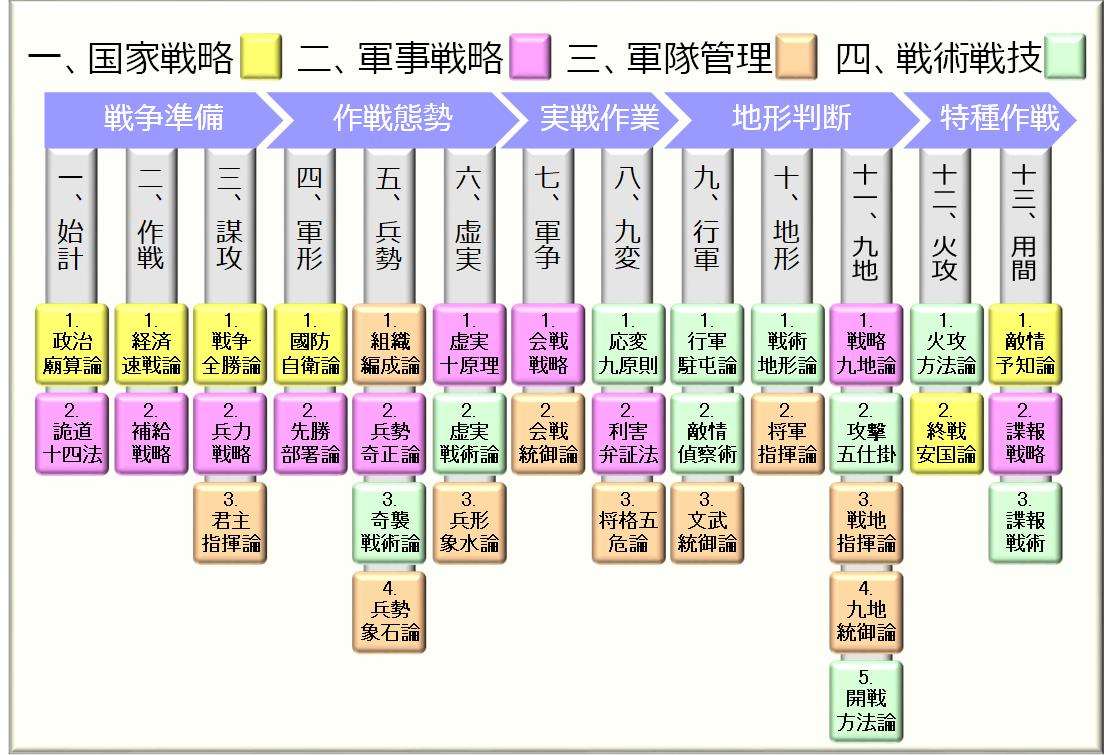 一、国家戦略 二、軍事戦略 三、軍隊管理 四、戦術戦技
戦争準備 作戦態勢 実戦作業 地形判断 特種作戦
一、始計
二、作戦
三、謀攻
四、軍形
五、兵勢
六、虚実
七、軍争
八、九変
九、行軍
十、地形
十一、九地
十二、火攻
十三、用間
1.
政治
廟算論
2.
詭道
十四法
1.
経済
速戦論
2.
補給
戦略
1.
戦争
全勝論
2.
兵力
戦略
3.
君主
指揮論
1.
國防
自衛論
2.
先勝
部署論
1.
組織
編成論
2.
兵勢
奇正論
3.
奇襲
戦術論
4.
兵勢
象石論
1.
虚実
十原理
2.
虚実
戦術論
3.
兵形
象水論
1.
会戦
戦略
2.
会戦
統御論
1.
応変
九原則
2.
利害
弁証法
3.
将格五
危論
1.
行軍
駐屯論
2.
敵情
偵察術
3.
文武
統御論
1.
戦術
地形論
2.
将軍
指揮論
1.
戦略
九地論
2.
攻撃
五仕掛
3.
戦地
指揮論
4.
九地
統御論
5.
開戦
方法論
1.
火攻
方法論
2.
終戦
安国論
1.
敵情
予知論
2.
諜報
戦略
3.
諜報
戦術